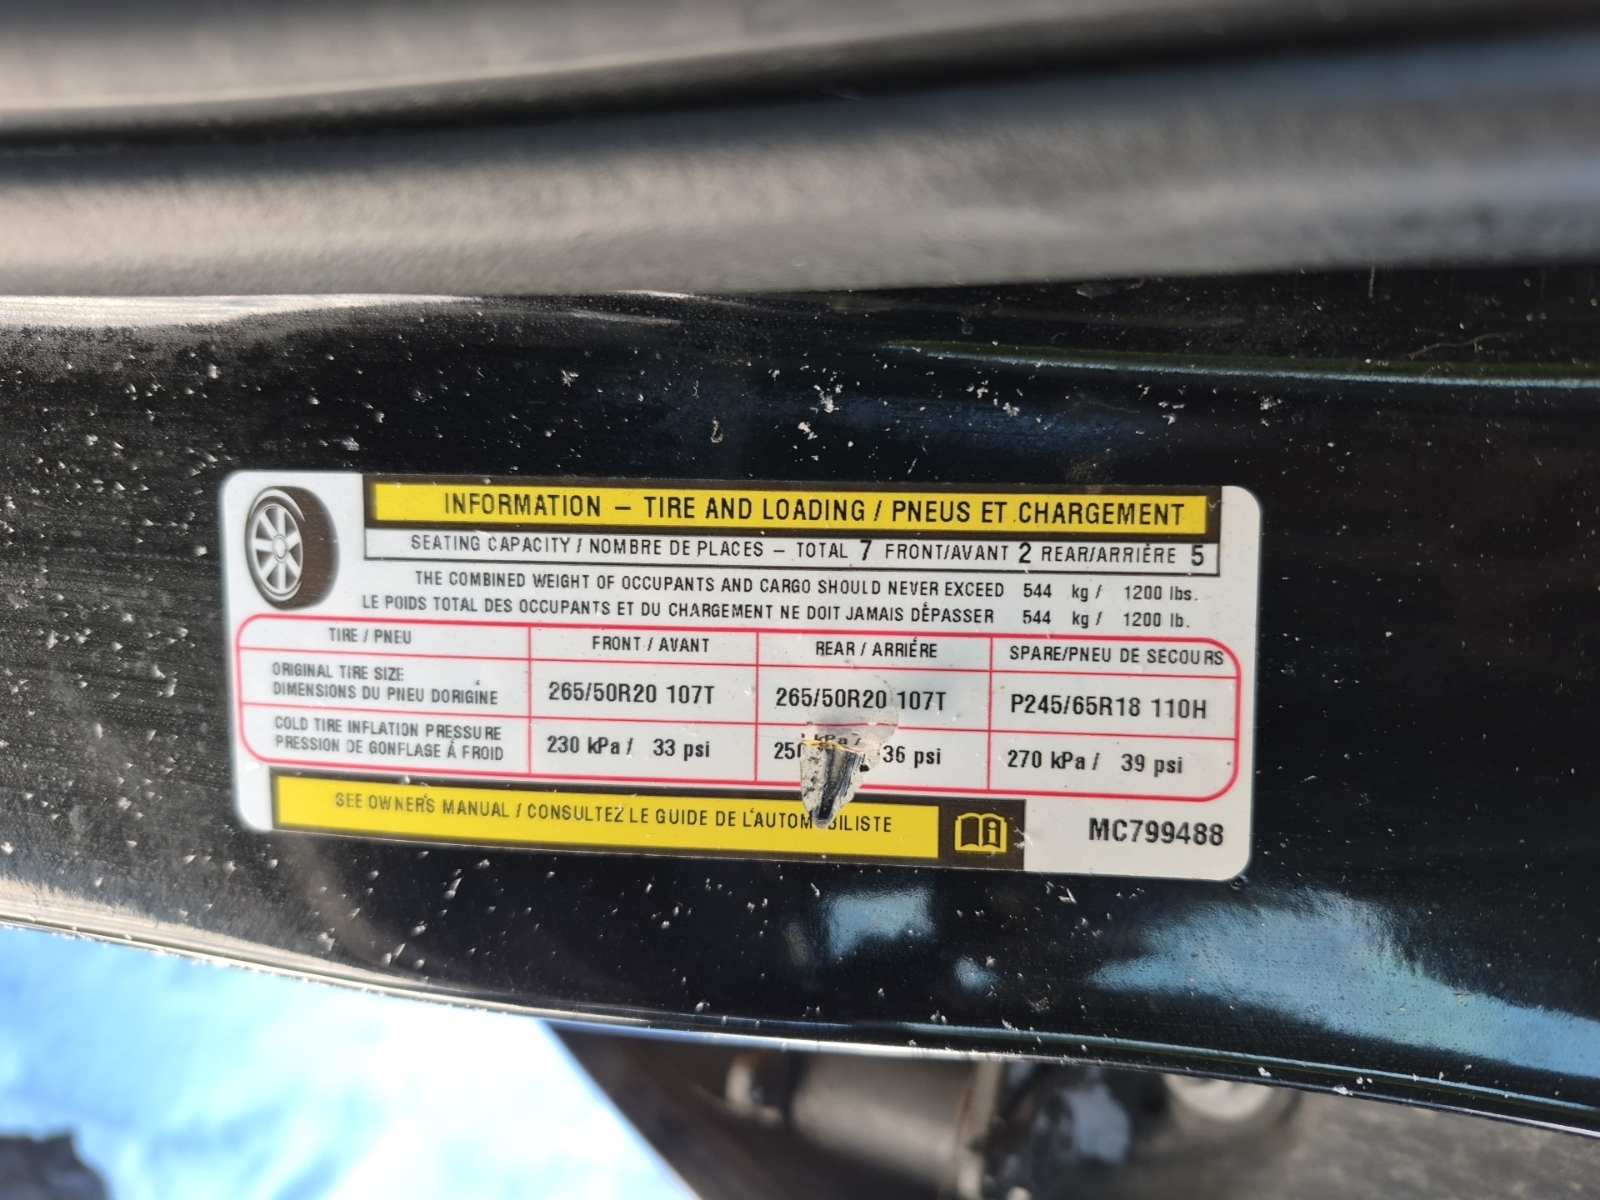 INFORMATION – TIRE AND LOADING / PNEUS ET CHARGEMENT
SEATING CAPACITY / NOMBRE DE PLACES – TOTAL 7 FRONT/AVANT 2 REAR/ARRIÈRE 5
THE COMBINED WEIGHT OF OCCUPANTS AND CARGO SHOULD NEVER EXCEED 544 kg / 1200 lbs.
LE POIDS TOTAL DES OCCUPANTS ET DU CHARGEMENT NE DOIT JAMAIS DÉPASSER 544 kg / 1200 lb.
TIRE / PNEU FRONT / AVANT REAR / ARRIÉRE SPARE/PNEU DE SECOURS
ORIGINAL TIRE SIZE
DIMENSIONS DU PNEU D'ORIGINE 265/50R20 107T 265/50R20 107T P245/65R18 110H
COLD TIRE INFLATION PRESSURE
PRESSION DE GONFLAGE Á FROID 230 kPa / 33 psi 250 kPa / 36 psi 270 kPa / 39 psi
SEE OWNER'S MANUAL / CONSULTEZ LE GUIDE DE L'AUTOMOBILISTE
MC799488